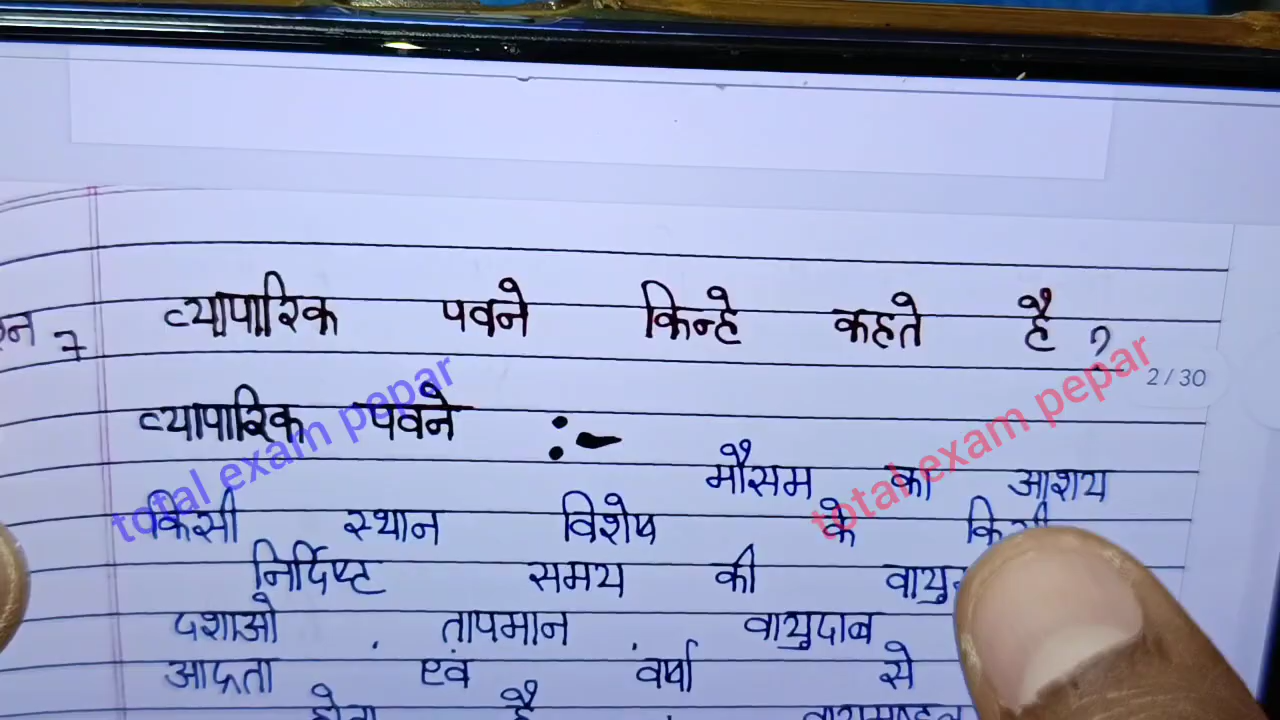 7 व्यापारिक पवने किन्हे कहते है ?
2/30
व्यापारिक पवने :-
total exam pepar
total exam pepar
मौसम का आशय
किसी स्थान विशेष के
निर्दिष्ट समय की
दशाओ , तापमान , वायुदाब
आद्रता एवं वर्षा से
होता है